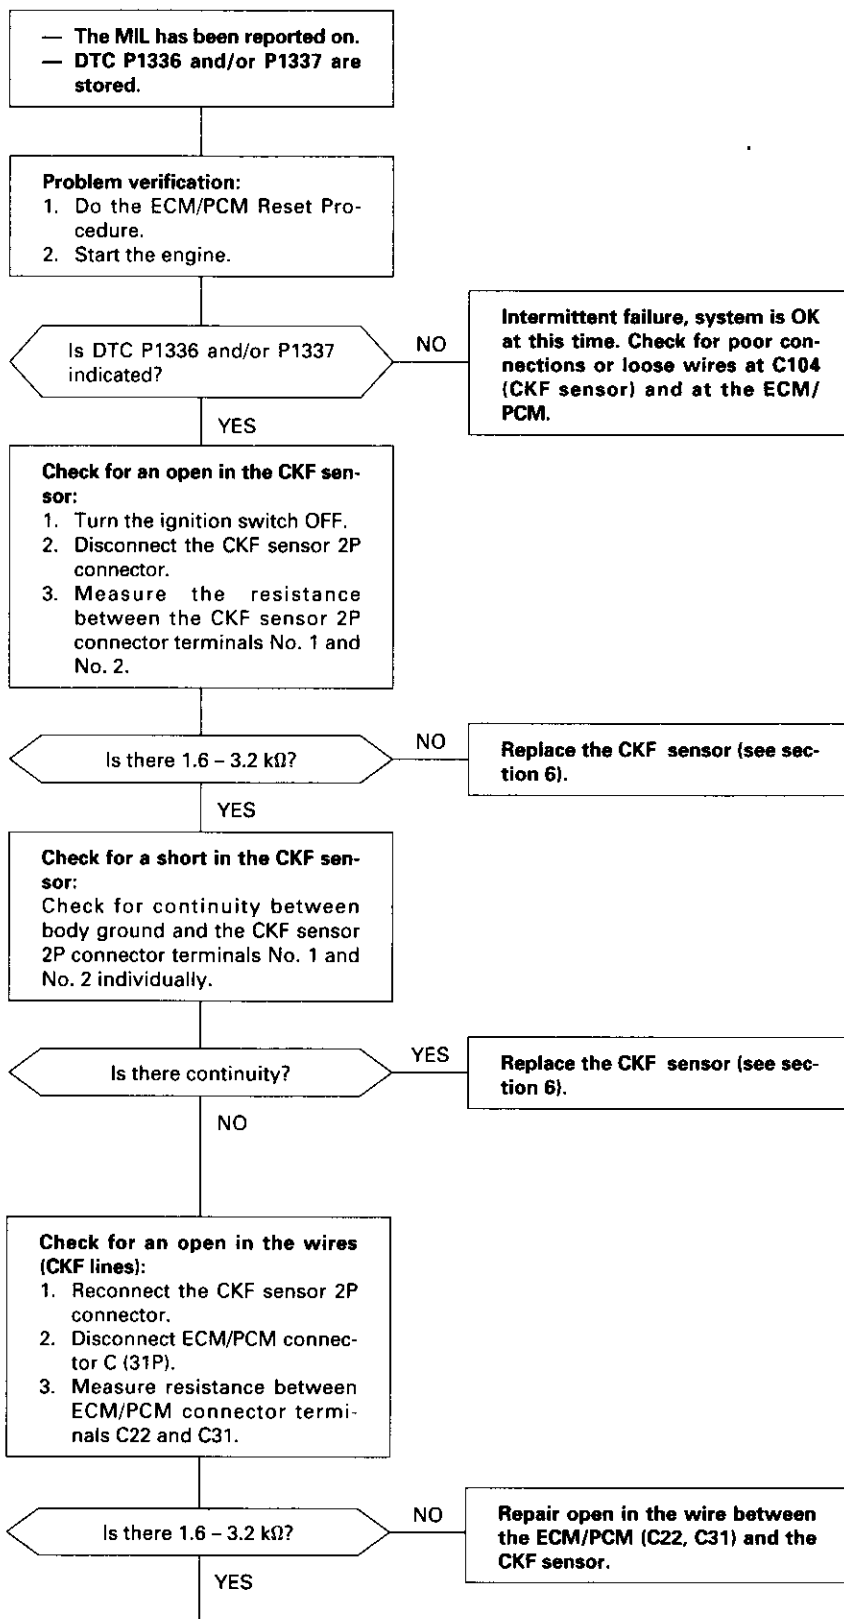 — The MIL has been reported on.
— DTC P1336 and/or P1337 are
stored.
Problem verification:
1. Do the ECM/PCM Reset Pro-
cedure.
2. Start the engine.
Is DTC P1336 and/or P1337
indicated?
NO
Intermittent failure, system is OK
at this time. Check for poor con-
nections or loose wires at C104
(CKF sensor) and at the ECM/
PCM.
YES
Check for an open in the CKF sen-
sor:
1. Turn the ignition switch OFF.
2. Disconnect the CKF sensor 2P
connector.
3. Measure the resistance
between the CKF sensor 2P
connector terminals No. 1 and
No. 2.
Is there 1.6 – 3.2 kΩ?
NO
Replace the CKF sensor (see sec-
tion 6).
YES
Check for a short in the CKF sen-
sor:
Check for continuity between
body ground and the CKF sensor
2P connector terminals No. 1 and
No. 2 individually.
Is there continuity?
YES
Replace the CKF sensor (see sec-
tion 6).
NO
Check for an open in the wires
(CKF lines):
1. Reconnect the CKF sensor 2P
connector.
2. Disconnect ECM/PCM connec-
tor C (31P).
3. Measure resistance between
ECM/PCM connector termi-
nals C22 and C31.
Is there 1.6 – 3.2 kΩ?
NO
Repair open in the wire between
the ECM/PCM (C22, C31) and the
CKF sensor.
YES